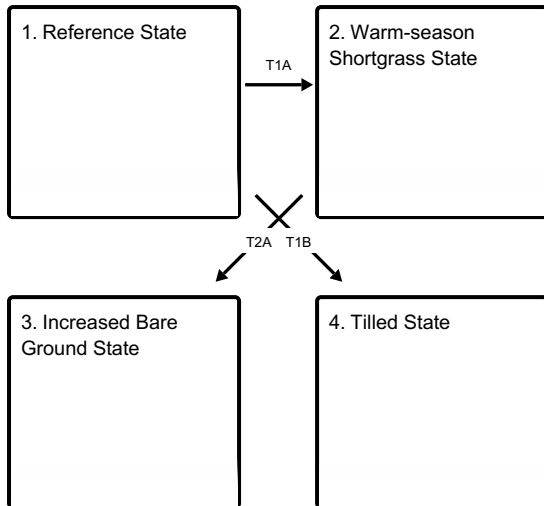 1. Reference State
T1A
2. Warm-season
Shortgrass State
T2A
T1B
3. Increased Bare
Ground State
4. Tilled State